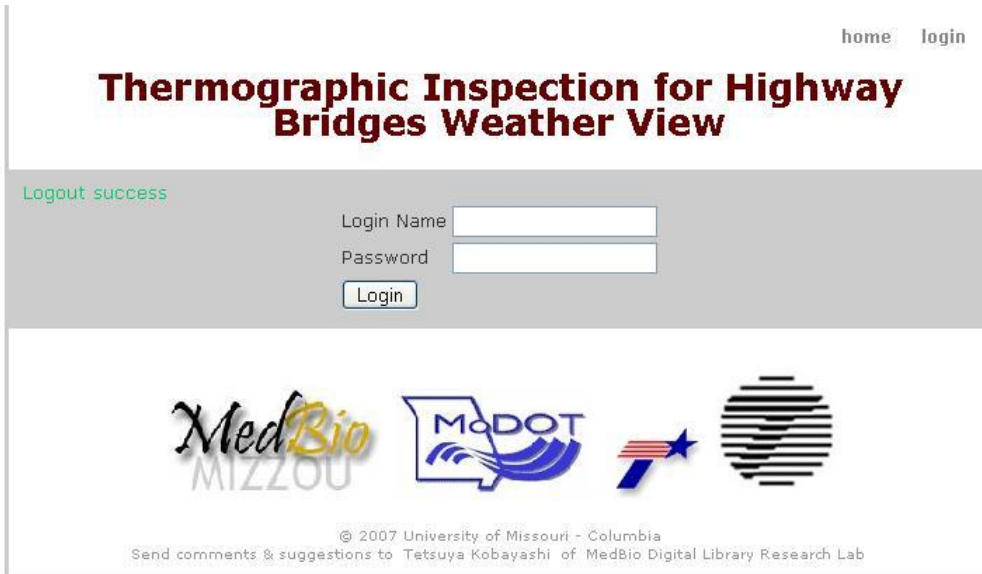 home login
Thermographic Inspection for Highway
Bridges Weather View
Logout success
Login Name
Password
Login
MedBio
MIZZOU
MoDOT
© 2007 University of Missouri - Columbia
Send comments & suggestions to Tetsuya Kobayashi of MedBio Digital Library Research Lab